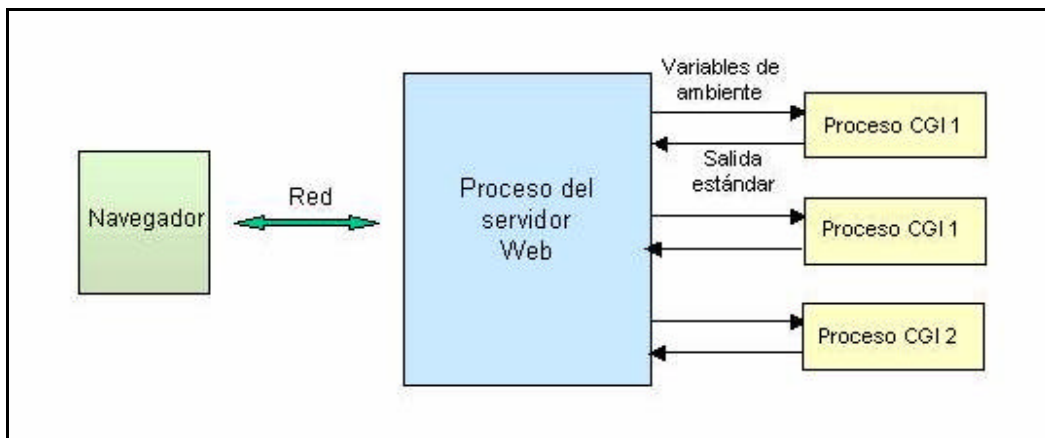 Navegador
Red
Proceso del
servidor
Web
Variables de
ambiente
Salida
estándar
Proceso CGI 1
Proceso CGI 1
Proceso CGI 2